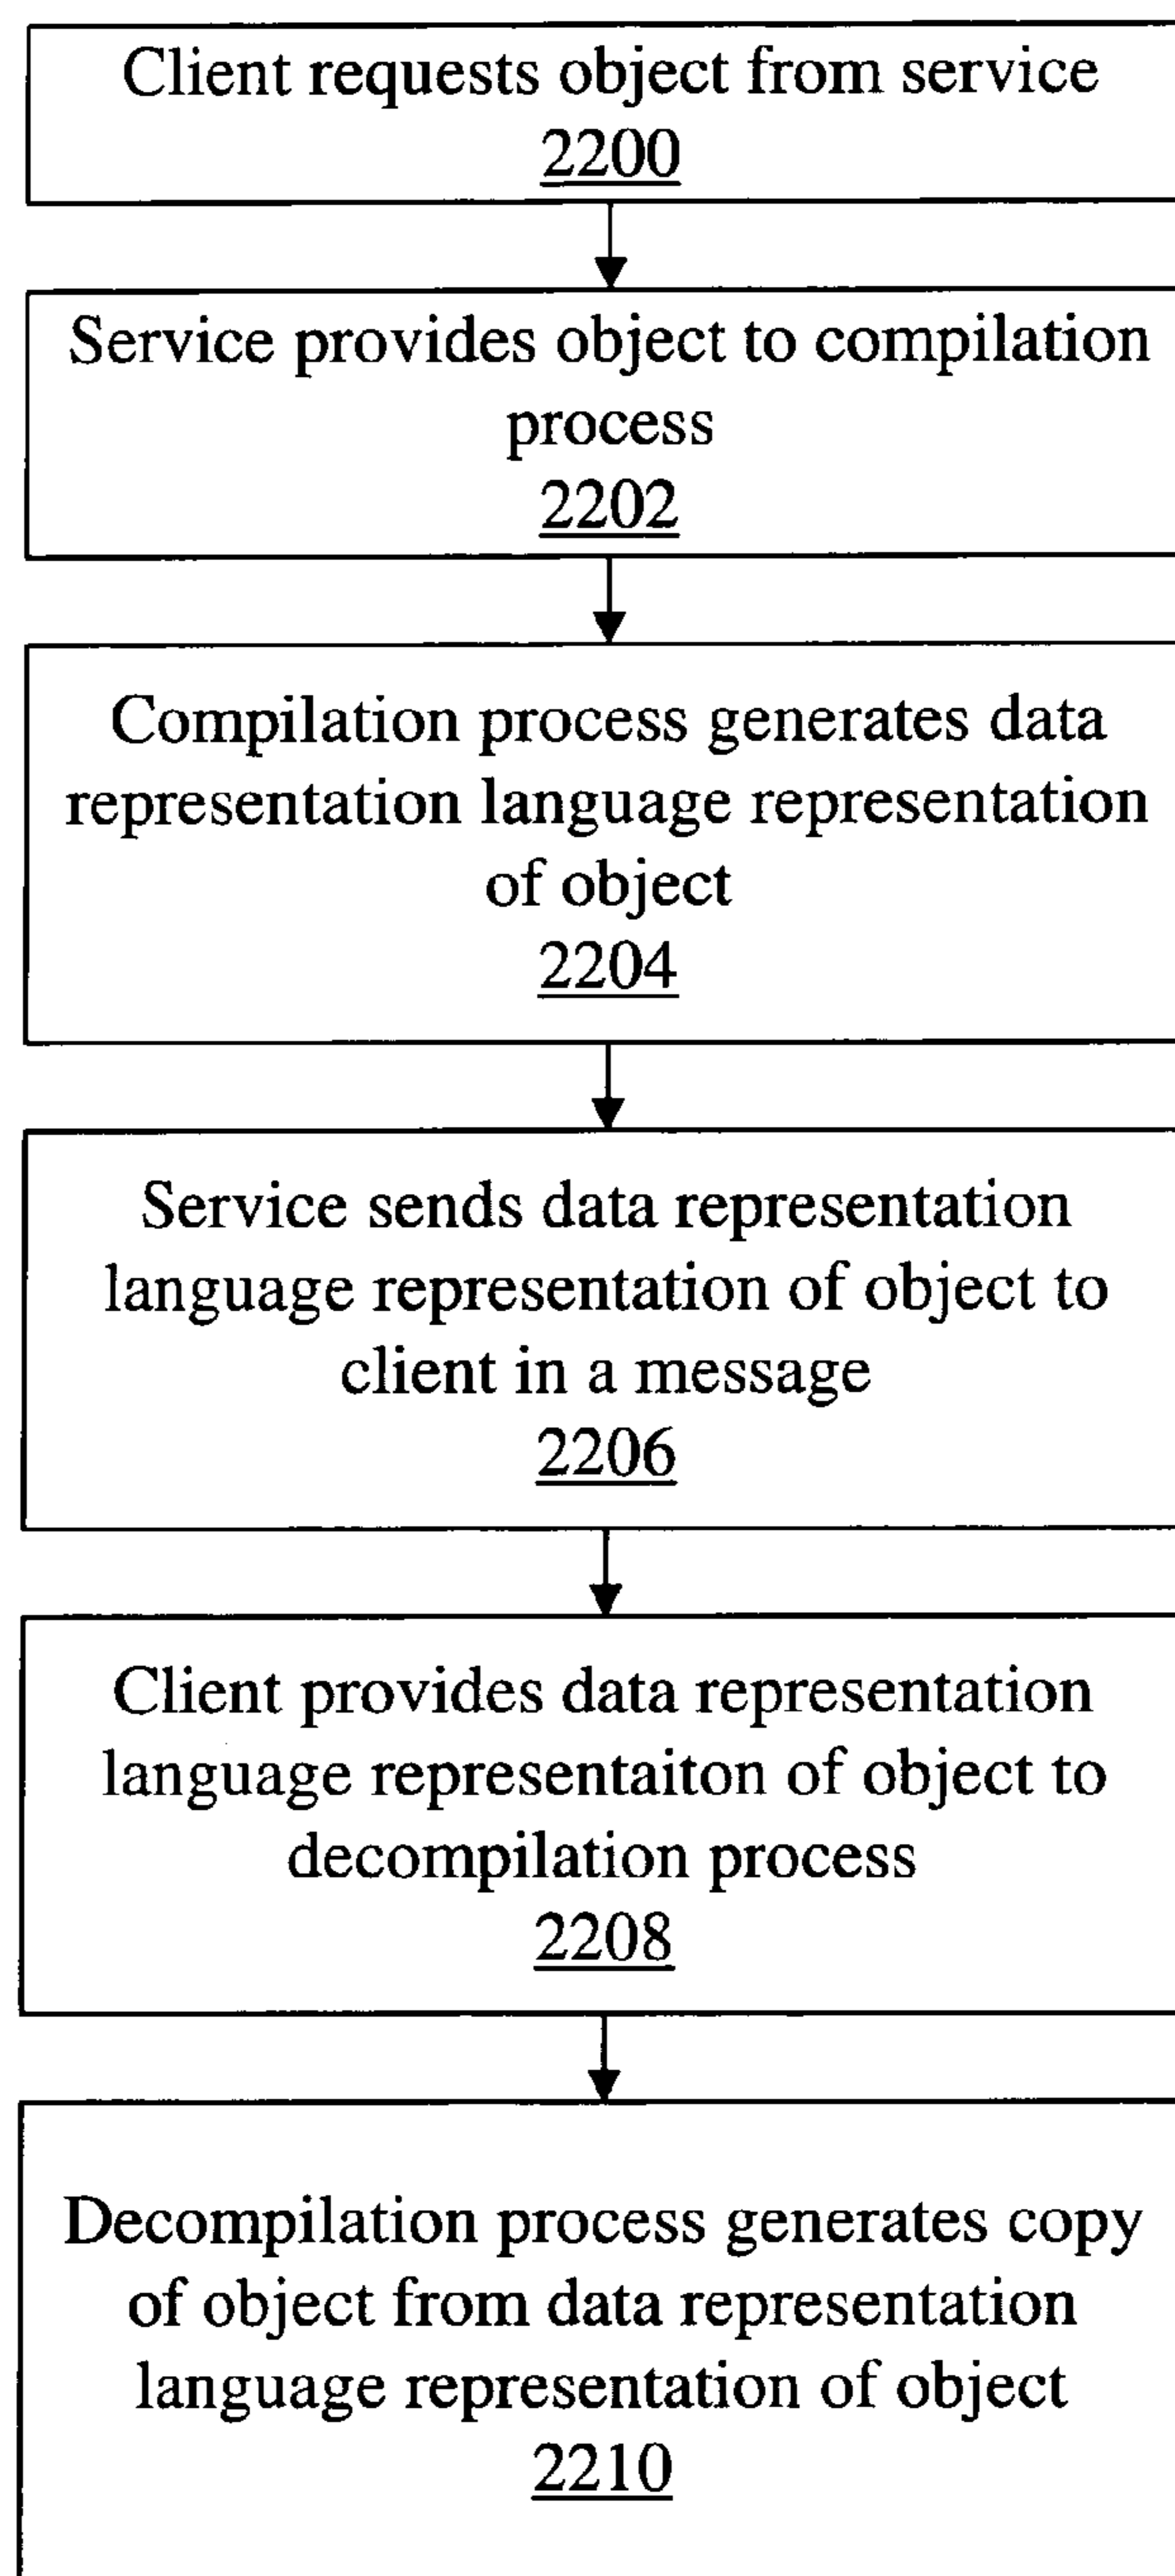 Client requests object from service
2200
Service provides object to compilation
process
2202
Compilation process generates data
representation language representation
of object
2204
Service sends data representation
language representation of object to
client in a message
2206
Client provides data representation
language representaiton of object to
decompilation process
2208
Decompilation process generates copy
of object from data representation
language representation of object
2210